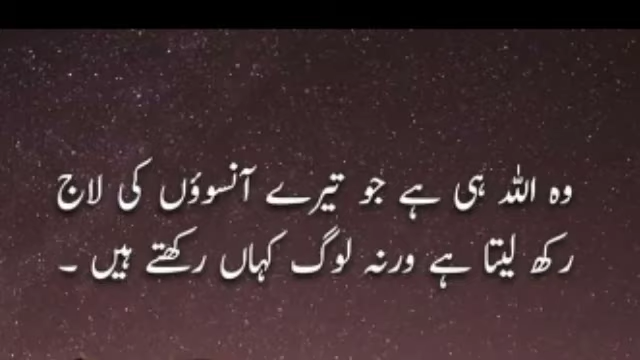 وہ اللہ ہی ہے جو تیرے آنسوؤں کی لاج
رکھ لیتا ہے ورنہ لوگ کہاں رکھتے ہیں ۔